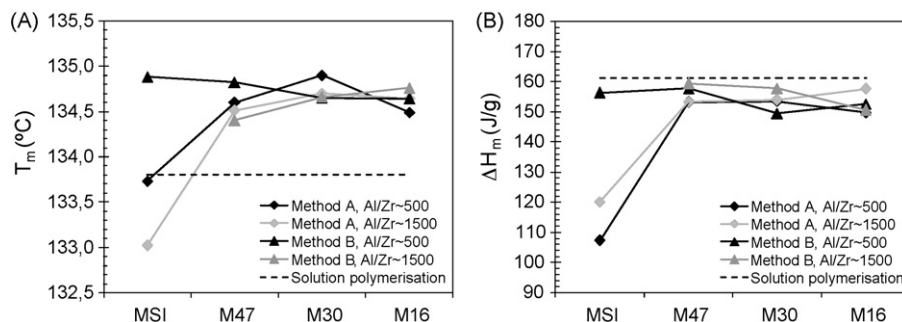 (A)
135,5
135,0
134,5
134,0
133,5
133,0
132,5
Tm (ºC)
MSI M47 M30 M16
Method A, Al/Zr~500
Method A, Al/Zr~1500
Method B, Al/Zr~500
Method B, Al/Zr~1500
Solution polymerisation
(B)
180
170
160
150
140
130
120
110
100
90
ΔHm (J/g)
MSI M47 M30 M16
Method A, Al/Zr~500
Method A, Al/Zr~1500
Method B, Al/Zr~500
Method B, Al/Zr~1500
Solution polymerisation